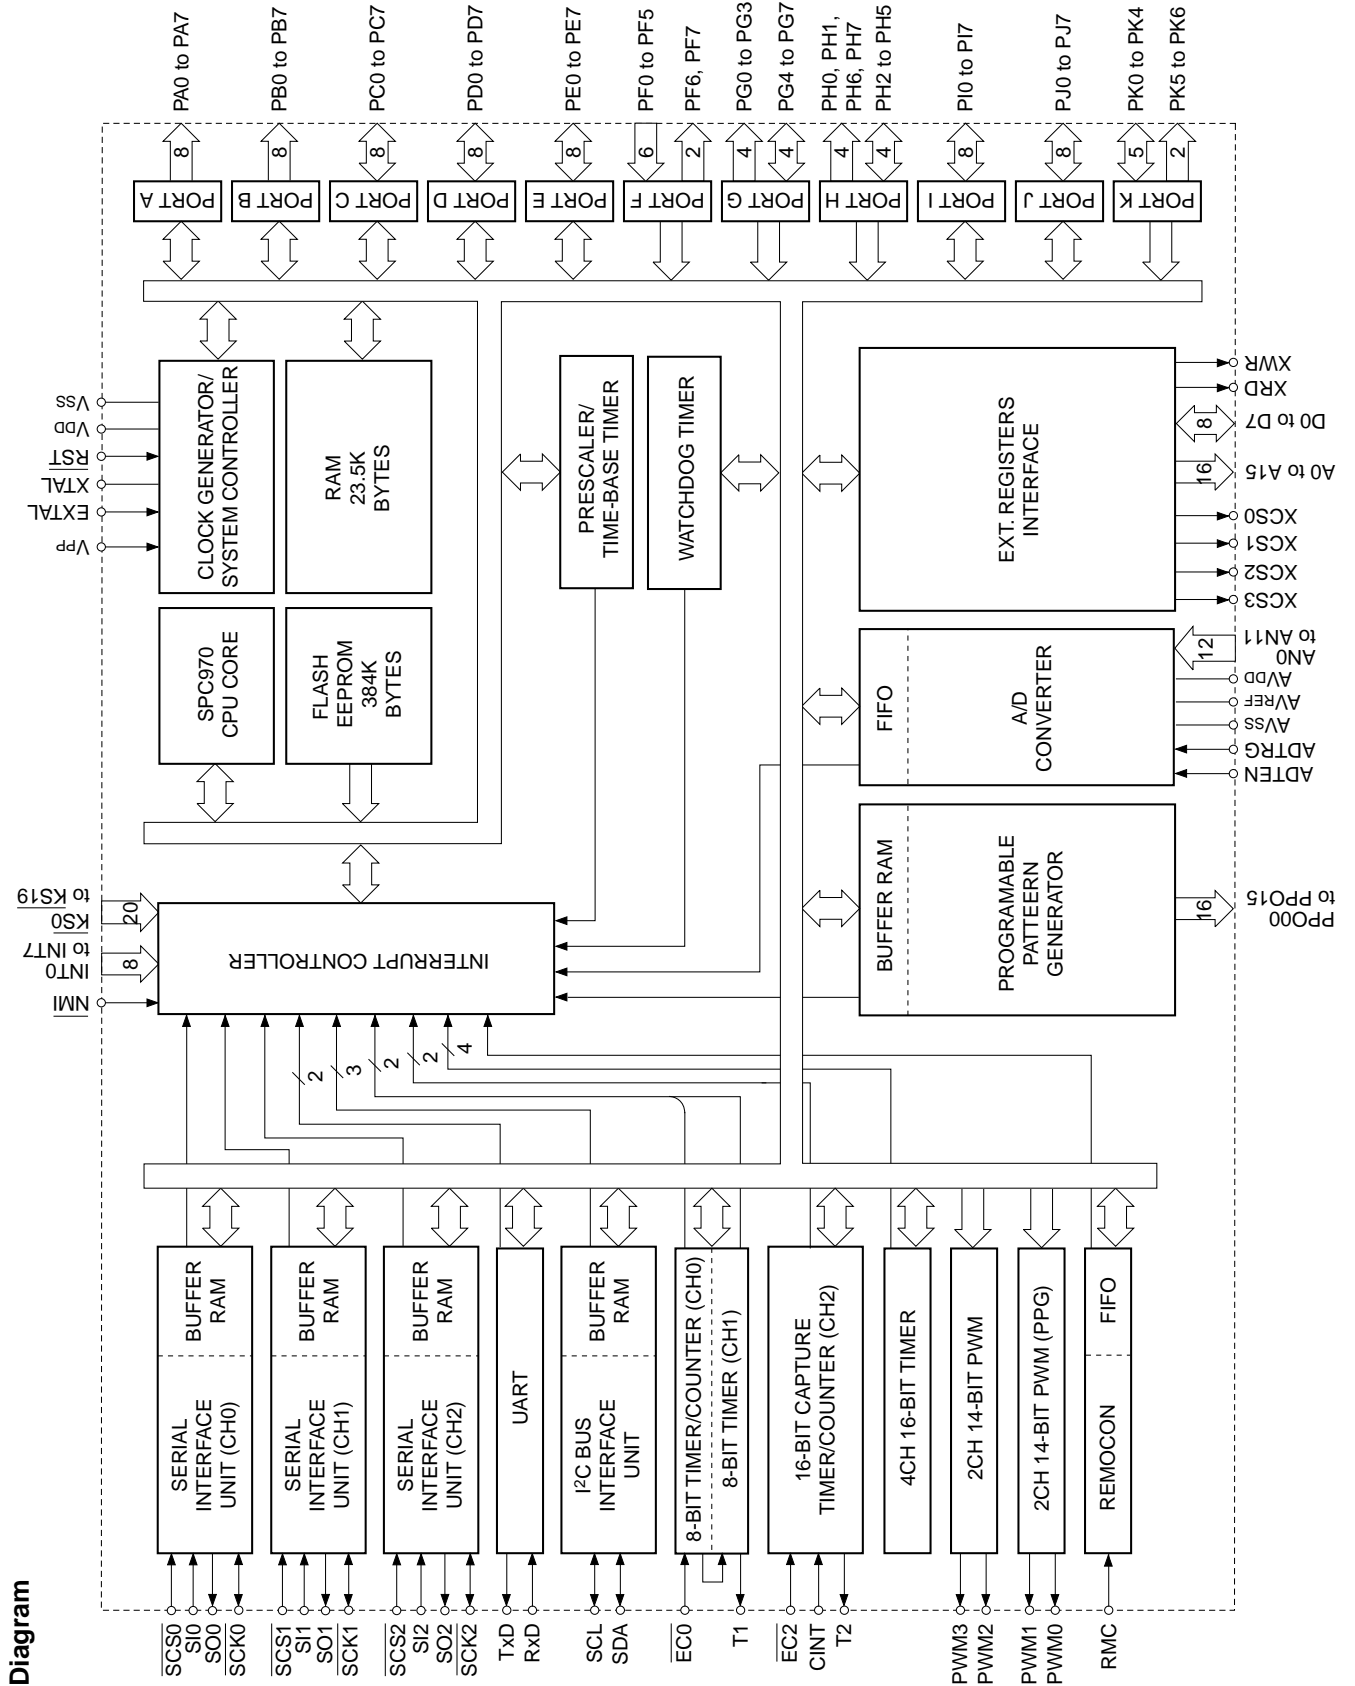 Diagram
PA0 to PA7
PB0 to PB7
PC0 to PC7
PD0 to PD7
PE0 to PE7
PF0 to PF5
PF6, PF7
PG0 to PG3
PG4 to PG7
PH0, PH1,
PH6, PH7
PH2 to PH5
PI0 to PI7
PJ0 to PJ7
PK0 to PK4
PK5 to PK6
8
8
8
8
8
6
2
4
4
4
4
8
8
5
2
PORT A
PORT B
PORT C
PORT D
PORT E
PORT F
PORT G
PORT H
PORT I
PORT J
PORT K
VSS
VDD
RST
XTAL
EXTAL
VPP
CLOCK GENERATOR/
SYSTEM CONTROLLER
RAM
23.5K
BYTES
SPC970
CPU CORE
FLASH
EEPROM
384K
BYTES
PRESCALER/
TIME-BASE TIMER
WATCHDOG TIMER
EXT. REGISTERS
INTERFACE
XWR
XRD
D0 to D7
8
A0 to A15
16
XCS0
XCS1
XCS2
XCS3
FIFO
A/D
CONVERTER
AN0
to AN11
12
AVDD
AVREF
AVSS
ADTRG
ADTEN
BUFFER RAM
PROGRAMABLE
PATTEERN
GENERATOR
16
PPO00
to PPO15
KS0
to KS19
20
INT0
to INT7
8
NMI
INTERRUPT CONTROLLER
2
3
2
2
4
BUFFER
RAM
SERIAL
INTERFACE
UNIT (CH0)
BUFFER
RAM
SERIAL
INTERFACE
UNIT (CH1)
BUFFER
RAM
SERIAL
INTERFACE
UNIT (CH2)
UART
BUFFER
RAM
I2C BUS
INTERFACE
UNIT
8-BIT TIMER/COUNTER (CH0)
8-BIT TIMER (CH1)
16-BIT CAPTURE
TIMER/COUNTER (CH2)
4CH 16-BIT TIMER
2CH 14-BIT PWM
2CH 14-BIT PWM (PPG)
FIFO
REMOCON
SCS0
SI0
SO0
SCK0
SCS1
SI1
SO1
SCK1
SCS2
SI2
SO2
SCK2
TxD
RxD
SCL
SDA
EC0
T1
EC2
CINT
T2
PWM3
PWM2
PWM1
PWM0
RMC